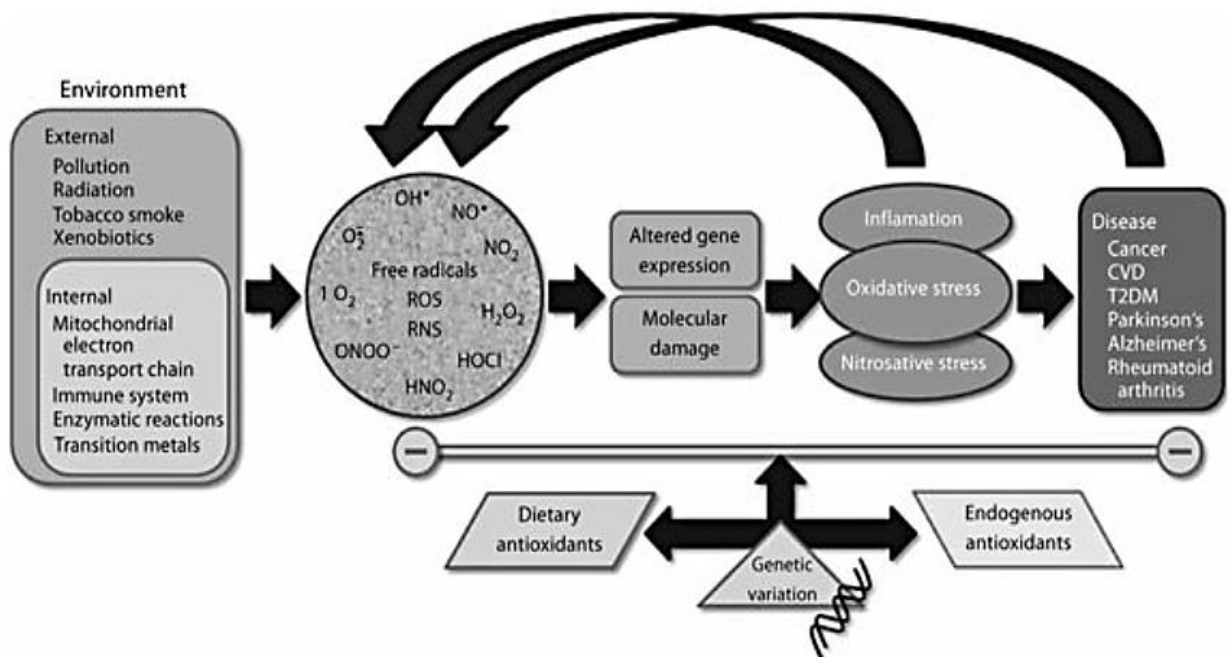 Environment
External
Pollution
Radiation
Tobacco smoke
Xenobiotics
Internal
Mitochondrial
electron
transport chain
Immune system
Enzymatic reactions
Transition metals
OH•
NO•
O₂•̄
NO₂
Free radicals
1 O₂
ROS
H₂O₂
RNS
ONOO⁻
HOCl
HNO₂
Altered gene
expression
Molecular
damage
Inflamation
Oxidative stress
Nitrosative stress
Disease
Cancer
CVD
T2DM
Parkinson's
Alzheimer's
Rheumatoid
arthritis
−
−
Dietary
antioxidants
Genetic
variation
Endogenous
antioxidants